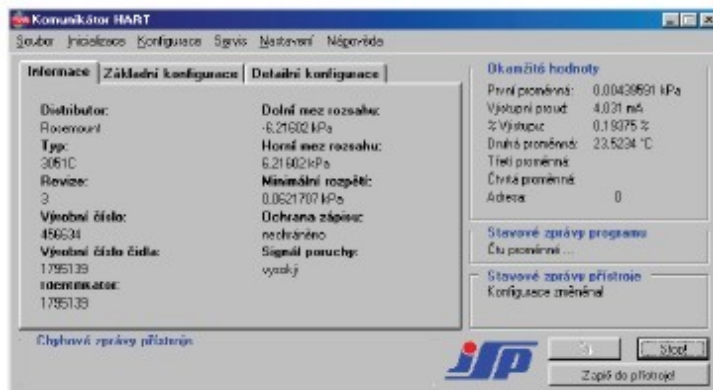 Komunikátor HART
Soubor Inicializace Konfigurace Servis Nastavení Nápověda
Informace Základní konfigurace Detailní konfigurace
Distributor:
Rosemount
Typ:
3051C
Revize:
3
Výrobní číslo:
456634
Výrobní číslo čidla:
1795139
Identifikátor:
1795139
Dolní mez rozsahu:
-6.21602 kPa
Horní mez rozsahu:
6.21602 kPa
Minimální rozpětí:
0.0621707 kPa
Ochrana zápisu:
nechráněno
Signál poruchy:
vysoký
Okamžité hodnoty
První proměnná: 0.00439591 kPa
Výstupní proud: 4.031 mA
% Výstupu: 0.19375 %
Druhá proměnná: 23.5234 °C
Třetí proměnná:
Čtvrtá proměnná:
Adresa: 0
Stavové zprávy programu
Čtu proměnné ...
Stavové zprávy přístroje
Konfigurace změněna!
Chybové zprávy přístroje
JSP
Stop!
Zapiš do přístroje!